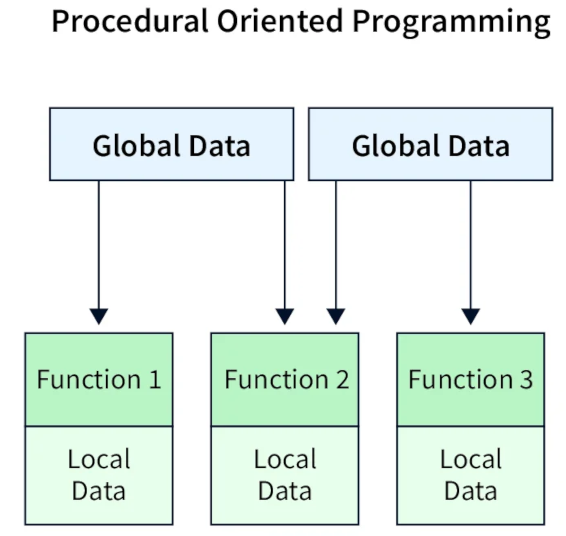 Procedural Oriented Programming
Global Data
Global Data
Function 1
Function 2
Function 3
Local
Data
Local
Data
Local
Data